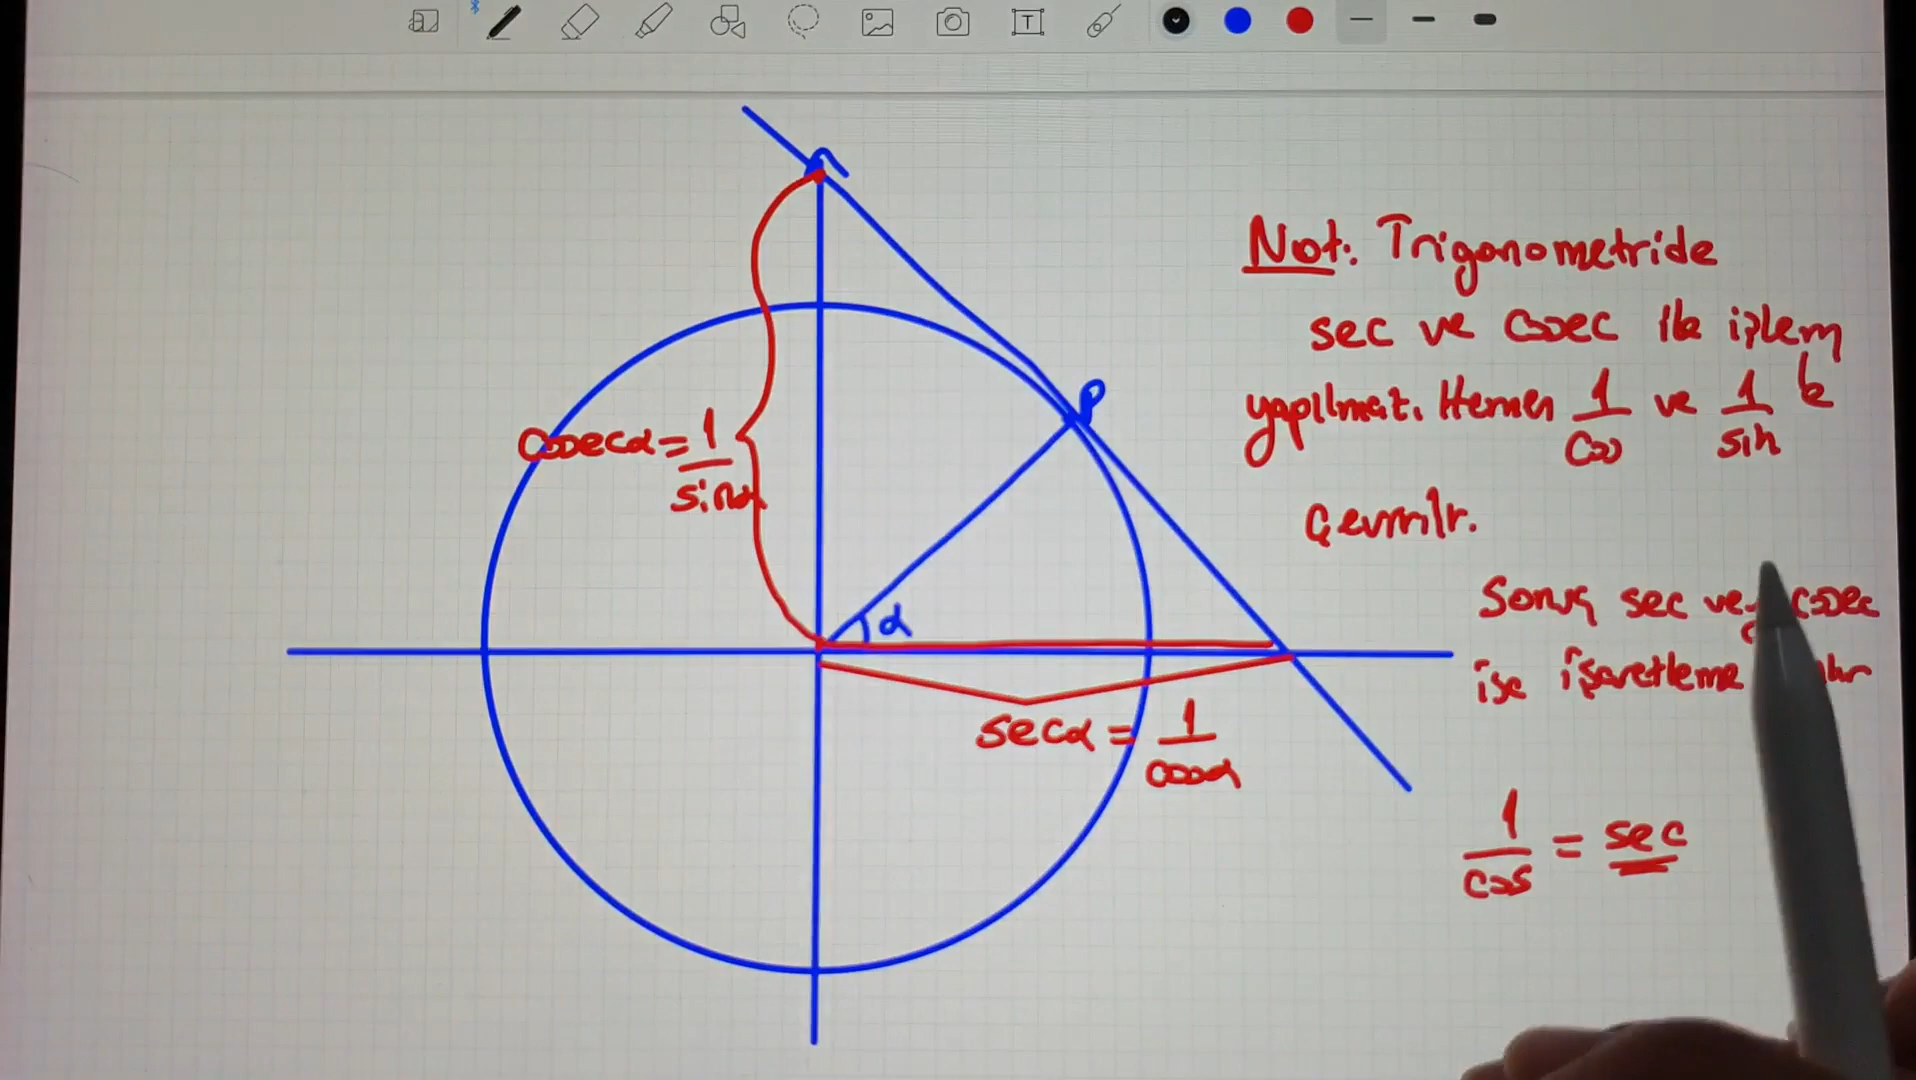 Not: Trigonometride
sec ve cosec ile işlem
yapılmaz. Hemen 1/cos ve 1/sin 'e
çevrilir.
Sonuç sec vey cosec
ise işaretleme
cosecα = 1/sinα
P
α
secα = 1/cosα
1/cos = sec
T